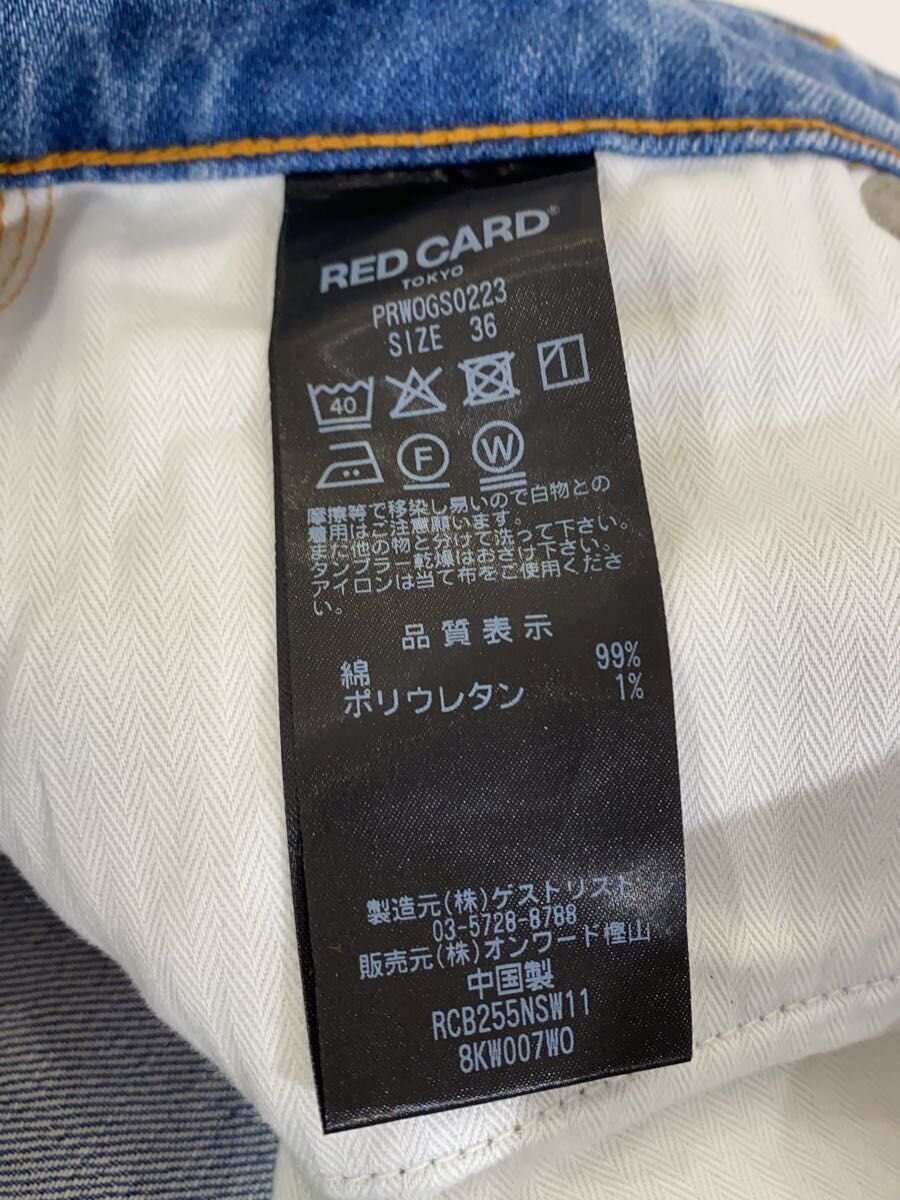 RED CARD®
TOKYO
PRWOGS0223
SIZE 36
40
F W
摩擦等で移染し易いので白物との
着用はご注意願います。
また他の物と分けて洗って下さい。
タンブラー乾燥はおさけ下さい。
アイロンは当て布をご使用くださ
い。
品質表示
綿 99%
ポリウレタン 1%
製造元(株)ゲストリスト
03-5728-8788
販売元(株)オンワード樫山
中国製
RCB255NSW11
8KW007WO